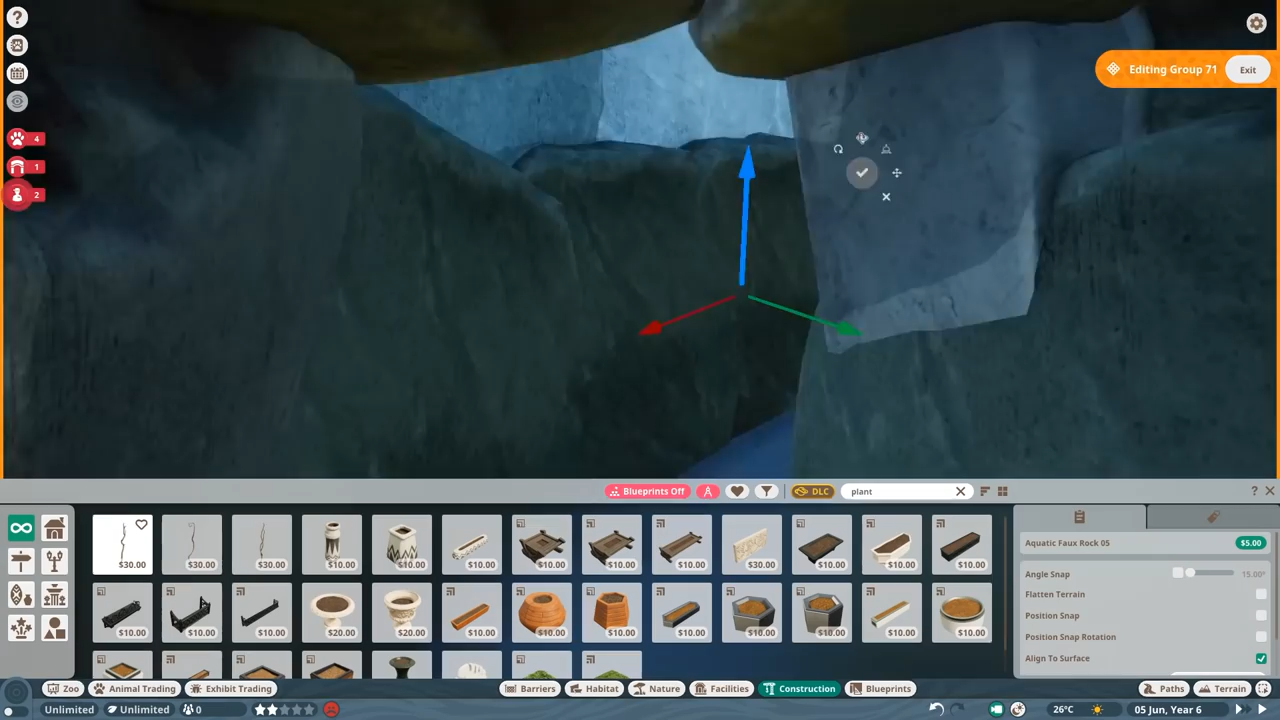 ?
Editing Group 71
Exit
4
1
2
Blueprints Off
DLC
plant
?
$30.00
$30.00
$30.00
$10.00
$10.00
$10.00
$10.00
$10.00
$10.00
$30.00
$10.00
$10.00
$10.00
$10.00
$10.00
$10.00
$20.00
$20.00
$10.00
$10.00
$10.00
$10.00
$10.00
$10.00
$10.00
$10.00
Aquatic Faux Rock 05
$5.00
Angle Snap
15.00°
Flatten Terrain
Position Snap
Position Snap Rotation
Align To Surface
Zoo
Animal Trading
Exhibit Trading
Barriers
Habitat
Nature
Facilities
Construction
Blueprints
Paths
Terrain
Unlimited
Unlimited
0
26°C
05 Jun, Year 6